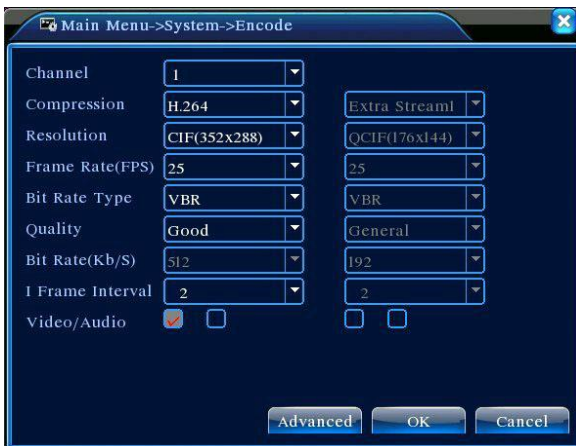 Main Menu->System->Encode
Channel 1
Compression H.264 Extra Stream1
Resolution CIF(352x288) QCIF(176x144)
Frame Rate(FPS) 25 25
Bit Rate Type VBR VBR
Quality Good General
Bit Rate(Kb/S) 512 192
I Frame Interval 2 2
Video/Audio
Advanced OK Cancel